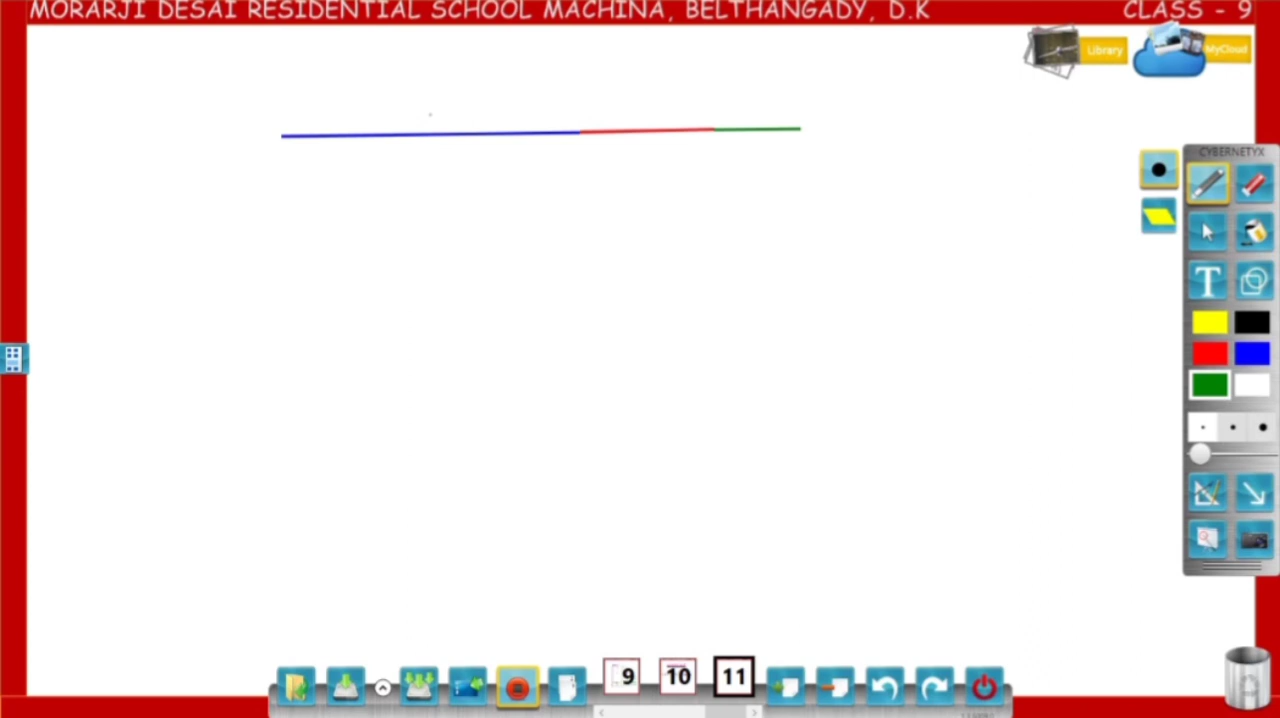 MORARJI DESAI RESIDENTIAL SCHOOL MACHINA, BELTHANGADY, D.K
CLASS - 9
Library
MyCloud
CYBERNETYX
T
9
10
11